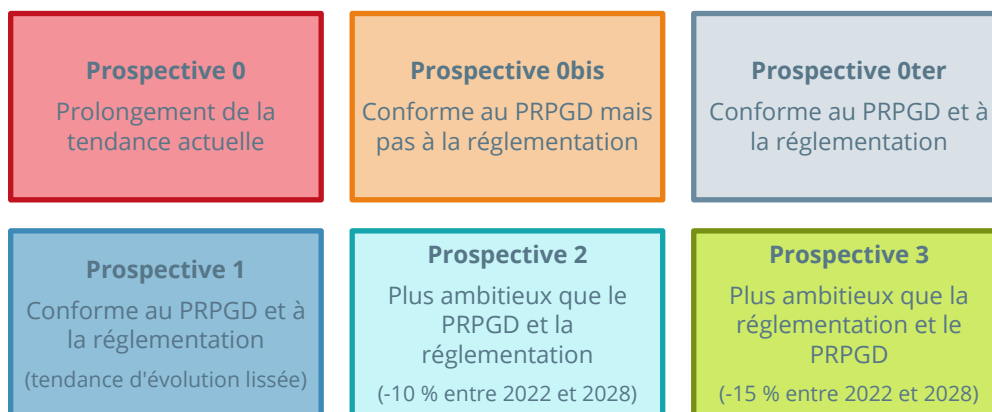 Prospective 0
Prolongement de la
tendance actuelle
Prospective 0bis
Conforme au PRPGD mais
pas à la réglementation
Prospective 0ter
Conforme au PRPGD et à
la réglementation
Prospective 1
Conforme au PRPGD et à
la réglementation
(tendance d'évolution lissée)
Prospective 2
Plus ambitieux que le
PRPGD et la
réglementation
(-10 % entre 2022 et 2028)
Prospective 3
Plus ambitieux que la
réglementation et le
PRPGD
(-15 % entre 2022 et 2028)